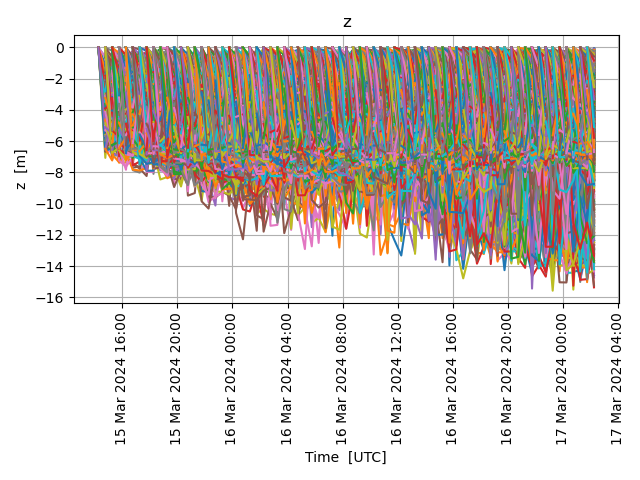 z
0
−2
−4
−6
−8
−10
−12
−14
−16
z [m]
15 Mar 2024 16:00
15 Mar 2024 20:00
16 Mar 2024 00:00
16 Mar 2024 04:00
16 Mar 2024 08:00
16 Mar 2024 12:00
16 Mar 2024 16:00
16 Mar 2024 20:00
17 Mar 2024 00:00
17 Mar 2024 04:00
Time [UTC]